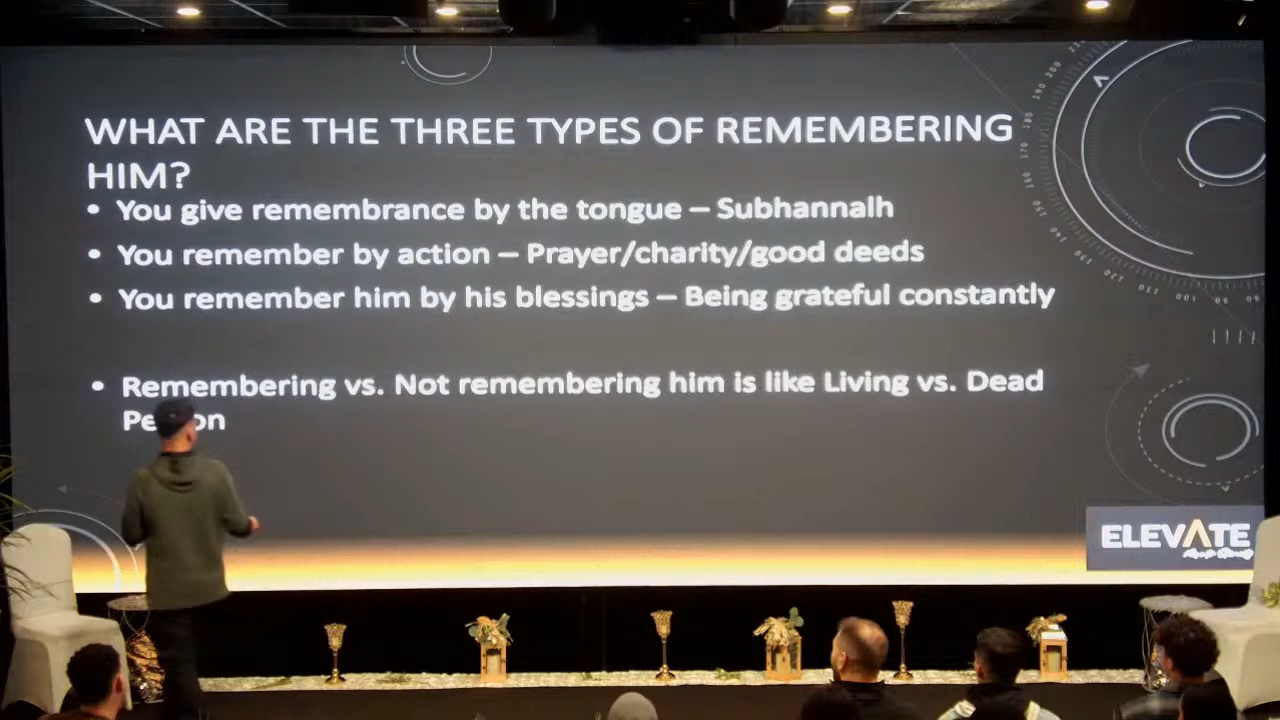 WHAT ARE THE THREE TYPES OF REMEMBERING
HIM?
• You give remembrance by the tongue – Subhannalh
• You remember by action – Prayer/charity/good deeds
• You remember him by his blessings – Being grateful constantly
• Remembering vs. Not remembering him is like Living vs. Dead
ELEVATE